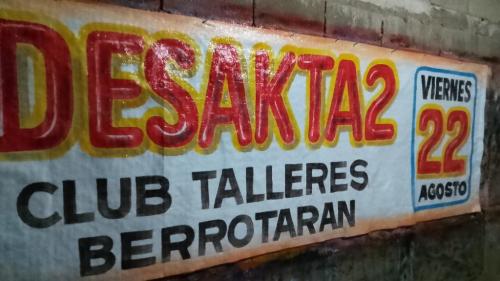 DESAKTA2
CLUB TALLERES
BERROTARAN
VIERNES
22
AGOSTO